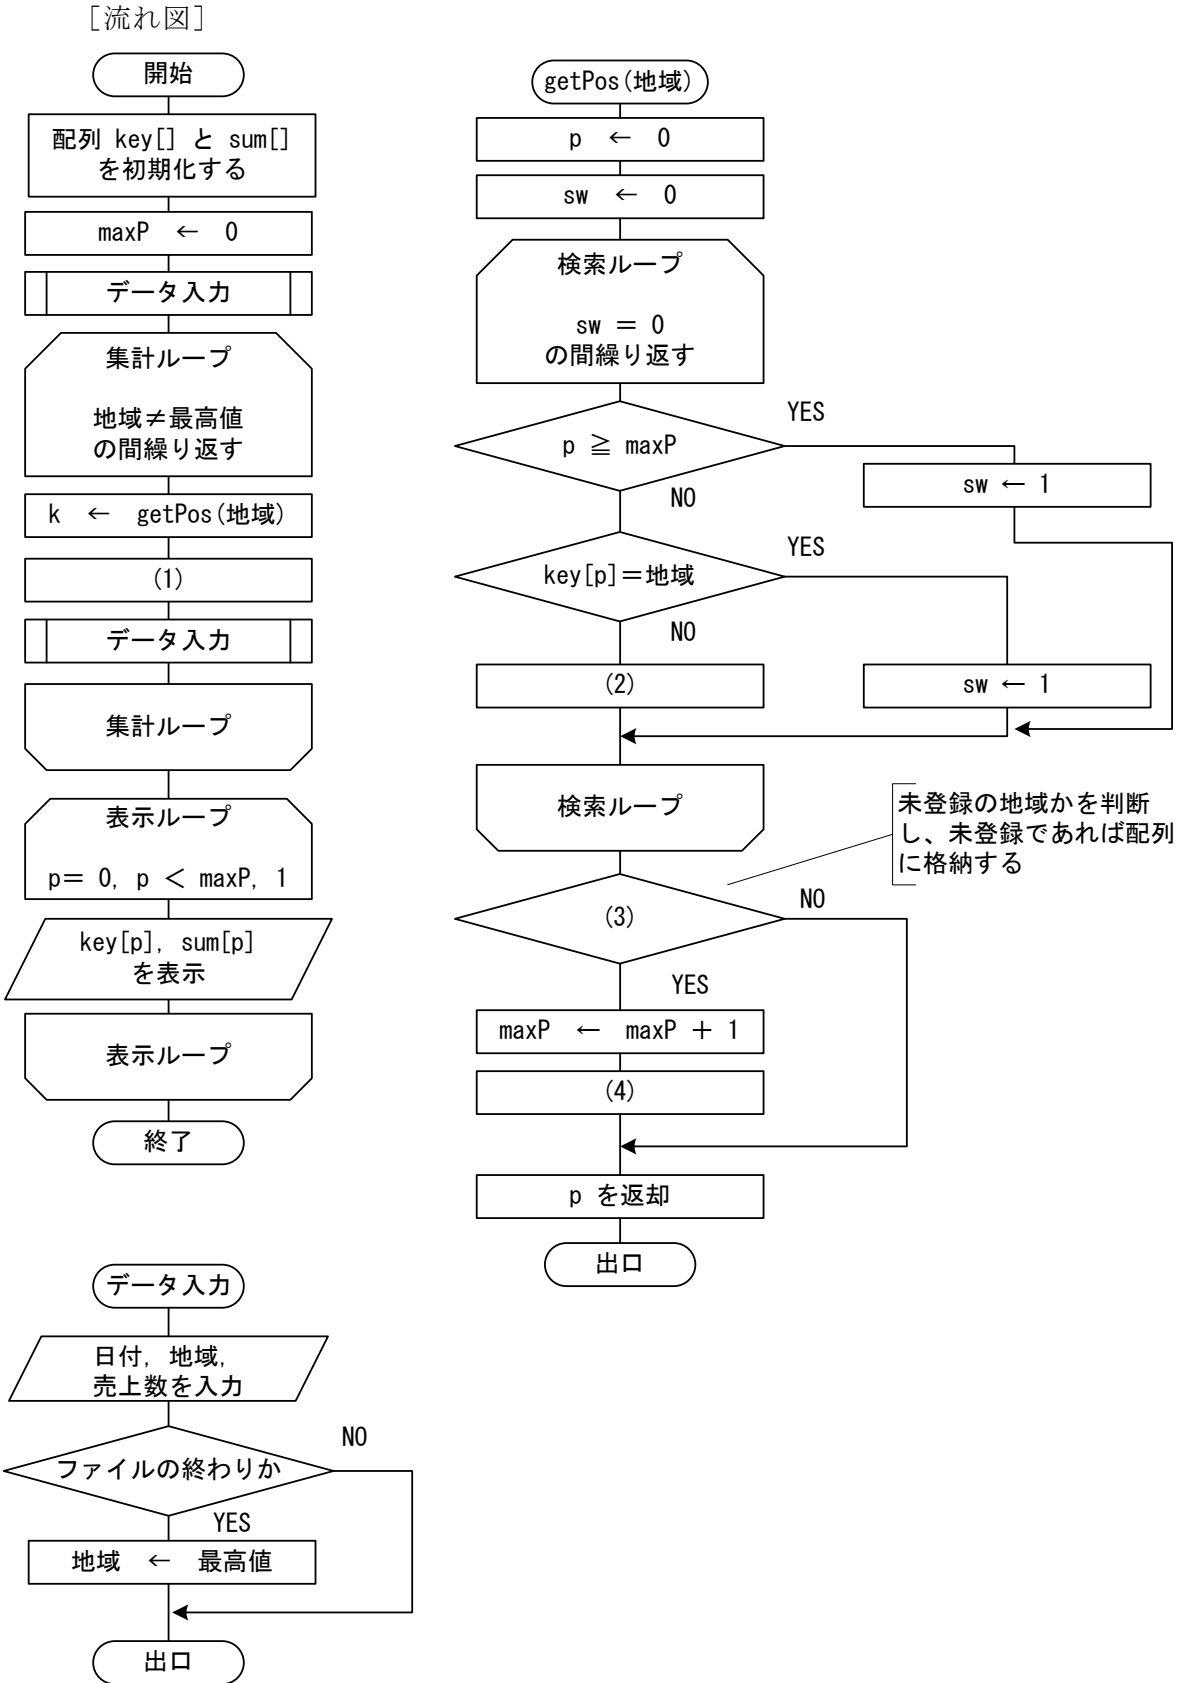 ［流れ図］
開始
配列 key[] と sum[]
を初期化する
maxP ← 0
データ入力
集計ループ
地域≠最高値
の間繰り返す
k ← getPos(地域)
(1)
データ入力
集計ループ
表示ループ
p＝ 0, p ＜ maxP, 1
key[p], sum[p]
を表示
表示ループ
終了
getPos(地域)
p ← 0
sw ← 0
検索ループ
sw ＝ 0
の間繰り返す
p ≧ maxP
YES
sw ← 1
NO
key[p]＝地域
YES
NO
(2)
sw ← 1
検索ループ
未登録の地域かを判断
し、未登録であれば配列
に格納する
(3)
NO
YES
maxP ← maxP ＋ 1
(4)
p を返却
出口
データ入力
日付, 地域,
売上数を入力
ファイルの終わりか
NO
YES
地域 ← 最高値
出口